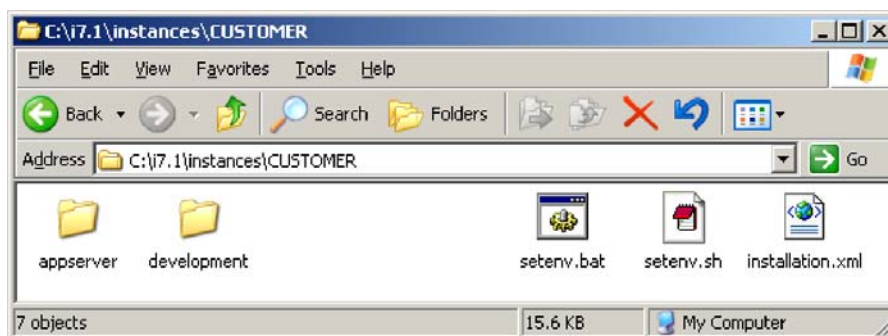 C:\i7.1\instances\CUSTOMER
File Edit View Favorites Tools Help
Back Search Folders
Address C:\i7.1\instances\CUSTOMER Go
appserver development setenv.bat setenv.sh installation.xml
7 objects 15.6 KB My Computer